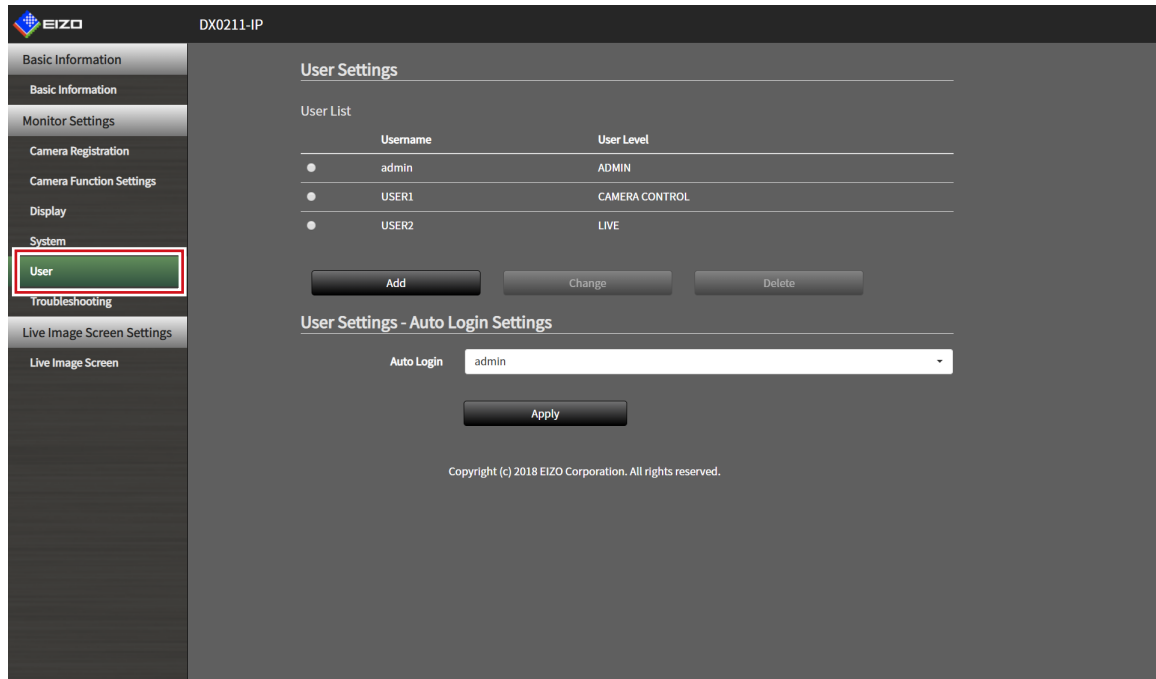 EIZO DX0211-IP
Basic Information
Basic Information
Monitor Settings
Camera Registration
Camera Function Settings
Display
System
User
Troubleshooting
Live Image Screen Settings
Live Image Screen
User Settings
User List
Username User Level
admin ADMIN
USER1 CAMERA CONTROL
USER2 LIVE
Add Change Delete
User Settings - Auto Login Settings
Auto Login admin
Apply
Copyright (c) 2018 EIZO Corporation. All rights reserved.